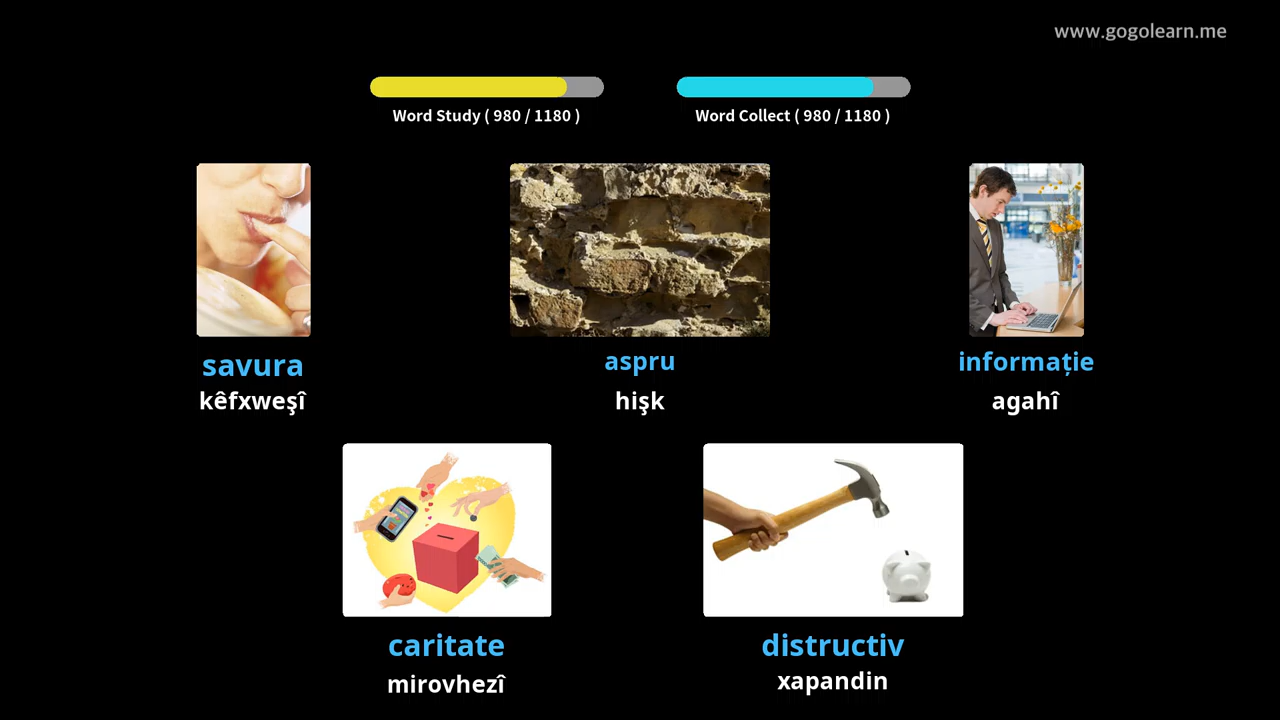 www.gogolearn.me
Word Study ( 980 / 1180 )
Word Collect ( 980 / 1180 )
savura
kêfxweşî
aspru
hişk
informație
agahî
caritate
mirovhezî
distructiv
xapandin